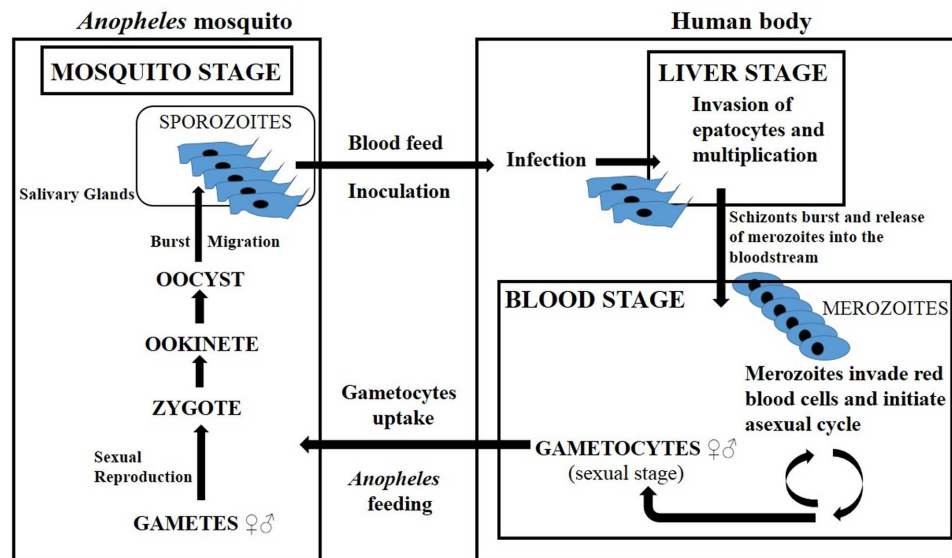 Anopheles mosquito
Human body
MOSQUITO STAGE
SPOROZOITES
Salivary Glands
Burst Migration
OOCYST
OOKINETE
ZYGOTE
Sexual
Reproduction
GAMETES ♀♂
Blood feed
Inoculation
Infection
LIVER STAGE
Invasion of
epatocytes and
multiplication
Schizonts burst and release
of merozoites into the
bloodstream
BLOOD STAGE
MEROZOITES
Merozoites invade red
blood cells and initiate
asexual cycle
GAMETOCYTES ♀♂
(sexual stage)
Gametocytes
uptake
Anopheles
feeding